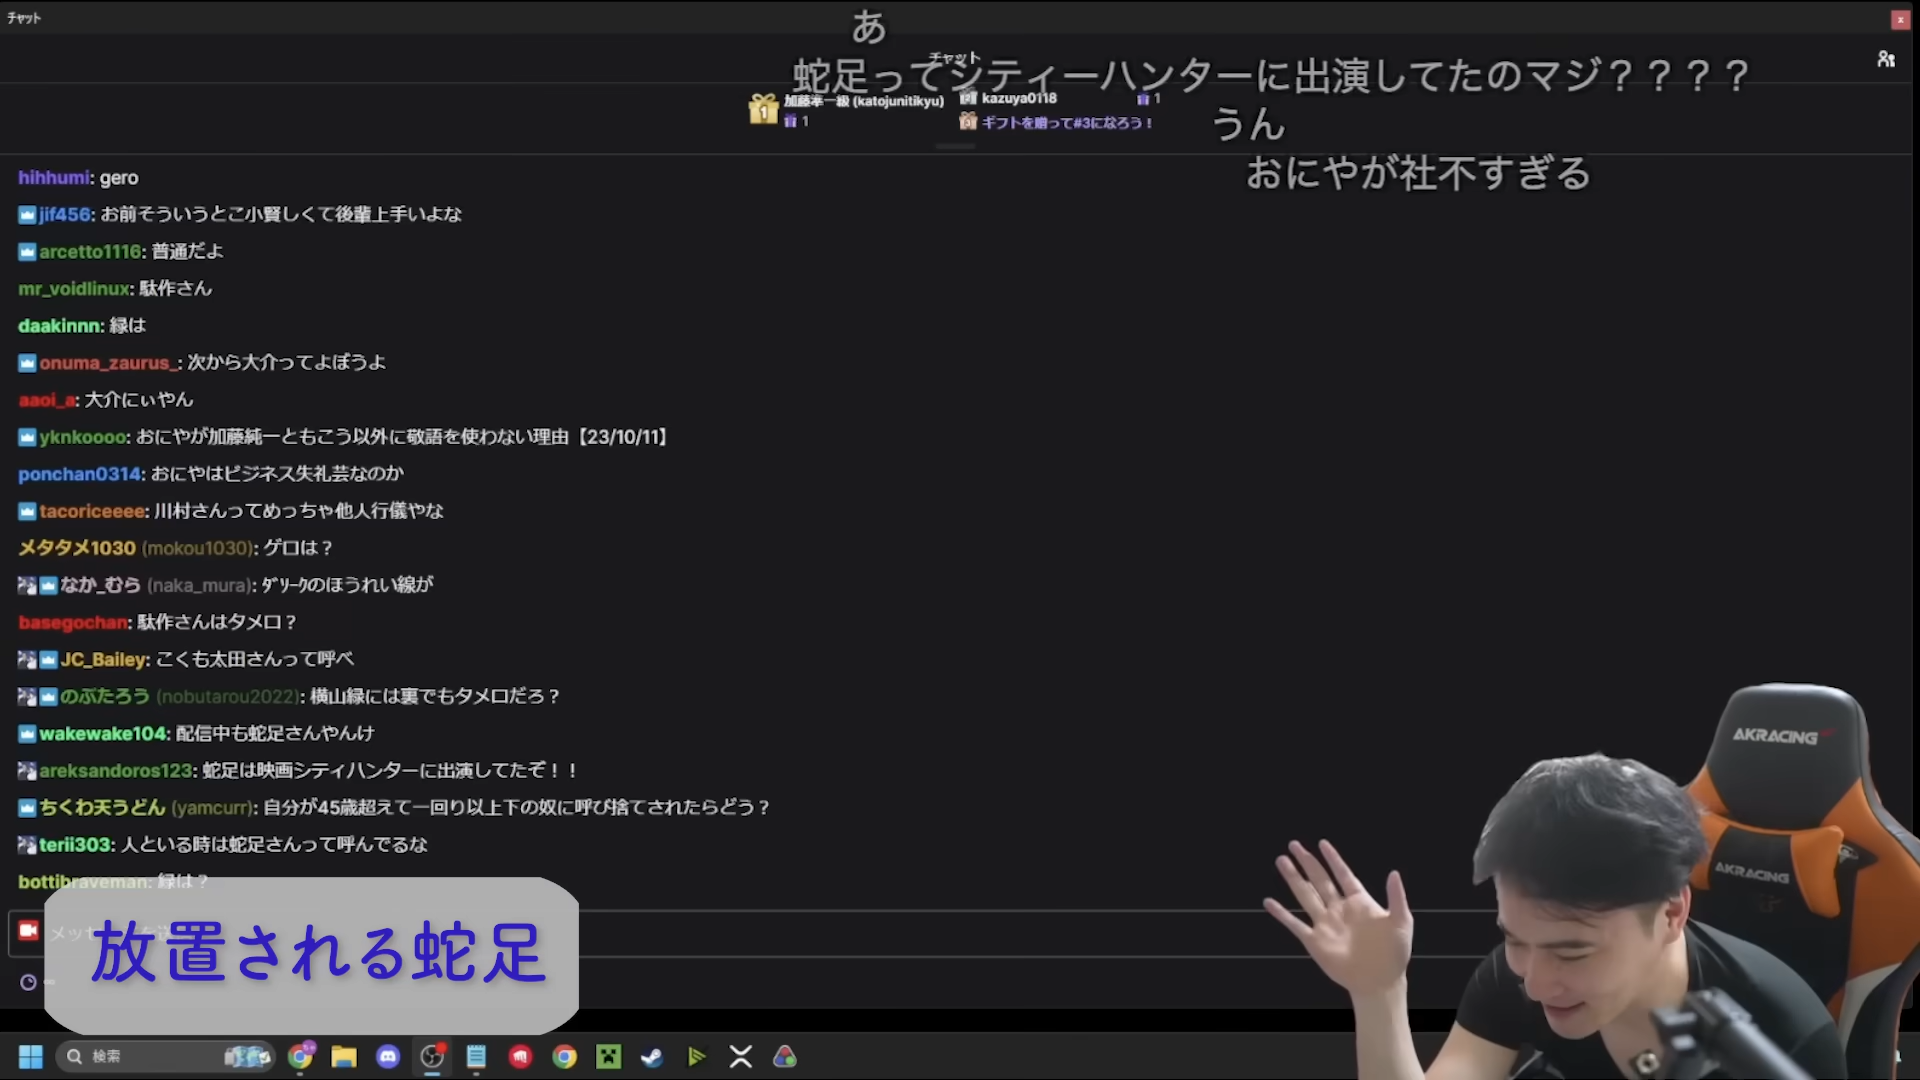 チャット
あ
チャット
蛇足ってシティーハンターに出演してたのマジ？？？？
加藤準一級 (katojunitikyu)
1
kazuya0118
1
ギフトを贈って#3になろう！
うん
おにやが社不すぎる
hihhumi: gero
jif456: お前そういうとこ小賢しくて後輩上手いよな
arcetto1116: 普通だよ
mr_voidlinux: 駄作さん
daakinnn: 緑は
onuma_zaurus_: 次から大介ってよぼうよ
aaoi_a: 大介にぃやん
yknkoooo: おにやが加藤純一ともこう以外に敬語を使わない理由【23/10/11】
ponchan0314: おにやはビジネス失礼芸なのか
tacoriceeee: 川村さんってめっちゃ他人行儀やな
メタタメ1030 (mokou1030): ゲロは？
なか_むら (naka_mura): ﾀﾞﾘｰｸのほうれい線が
basegochan: 駄作さんはタメ口？
JC_Bailey: こくも太田さんって呼べ
のぶたろう (nobutarou2022): 横山緑には裏でもタメ口だろ？
wakewake104: 配信中も蛇足さんやんけ
areksandoros123: 蛇足は映画シティハンターに出演してたぞ！！
ちくわ天うどん (yamcurr): 自分が45歳超えて一回り以上下の奴に呼び捨てされたらどう？
terii303: 人といる時は蛇足さんって呼んでるな
bottibraveman: 緑は？
放置される蛇足
検索
AKRACING
AKRACING